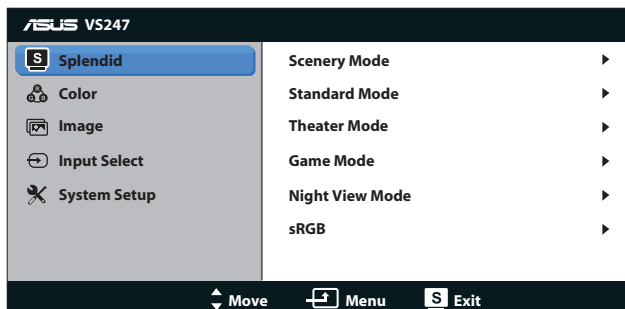 ASUS VS247
S Splendid
Color
Image
Input Select
System Setup
Scenery Mode
Standard Mode
Theater Mode
Game Mode
Night View Mode
sRGB
Move Menu S Exit